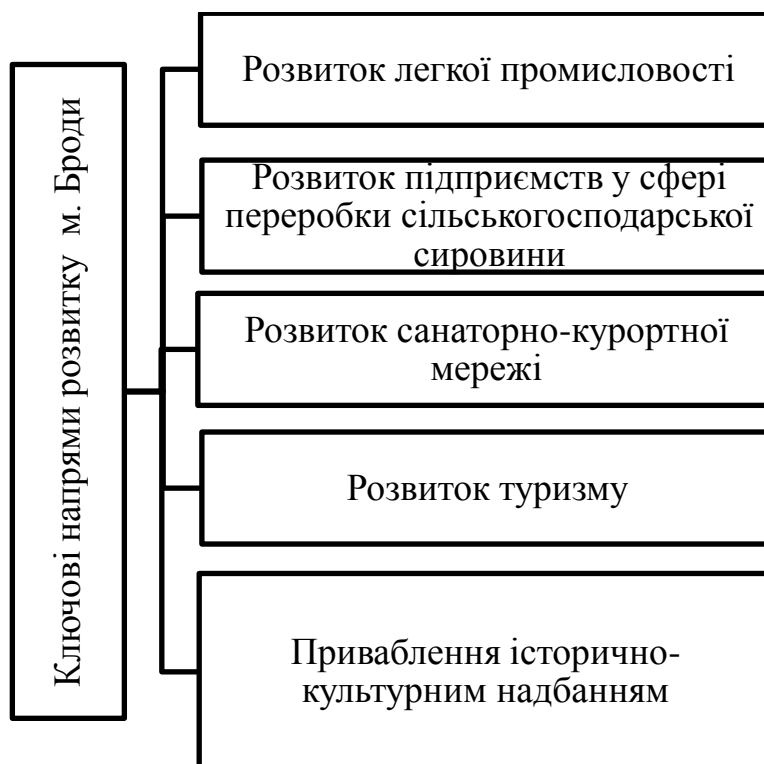 Ключові напрями розвитку м. Броди
Розвиток легкої промисловості
Розвиток підприємств у сфері
переробки сільськогосподарської
сировини
Розвиток санаторно-курортної
мережі
Розвиток туризму
Приваблення історично-
культурним надбанням